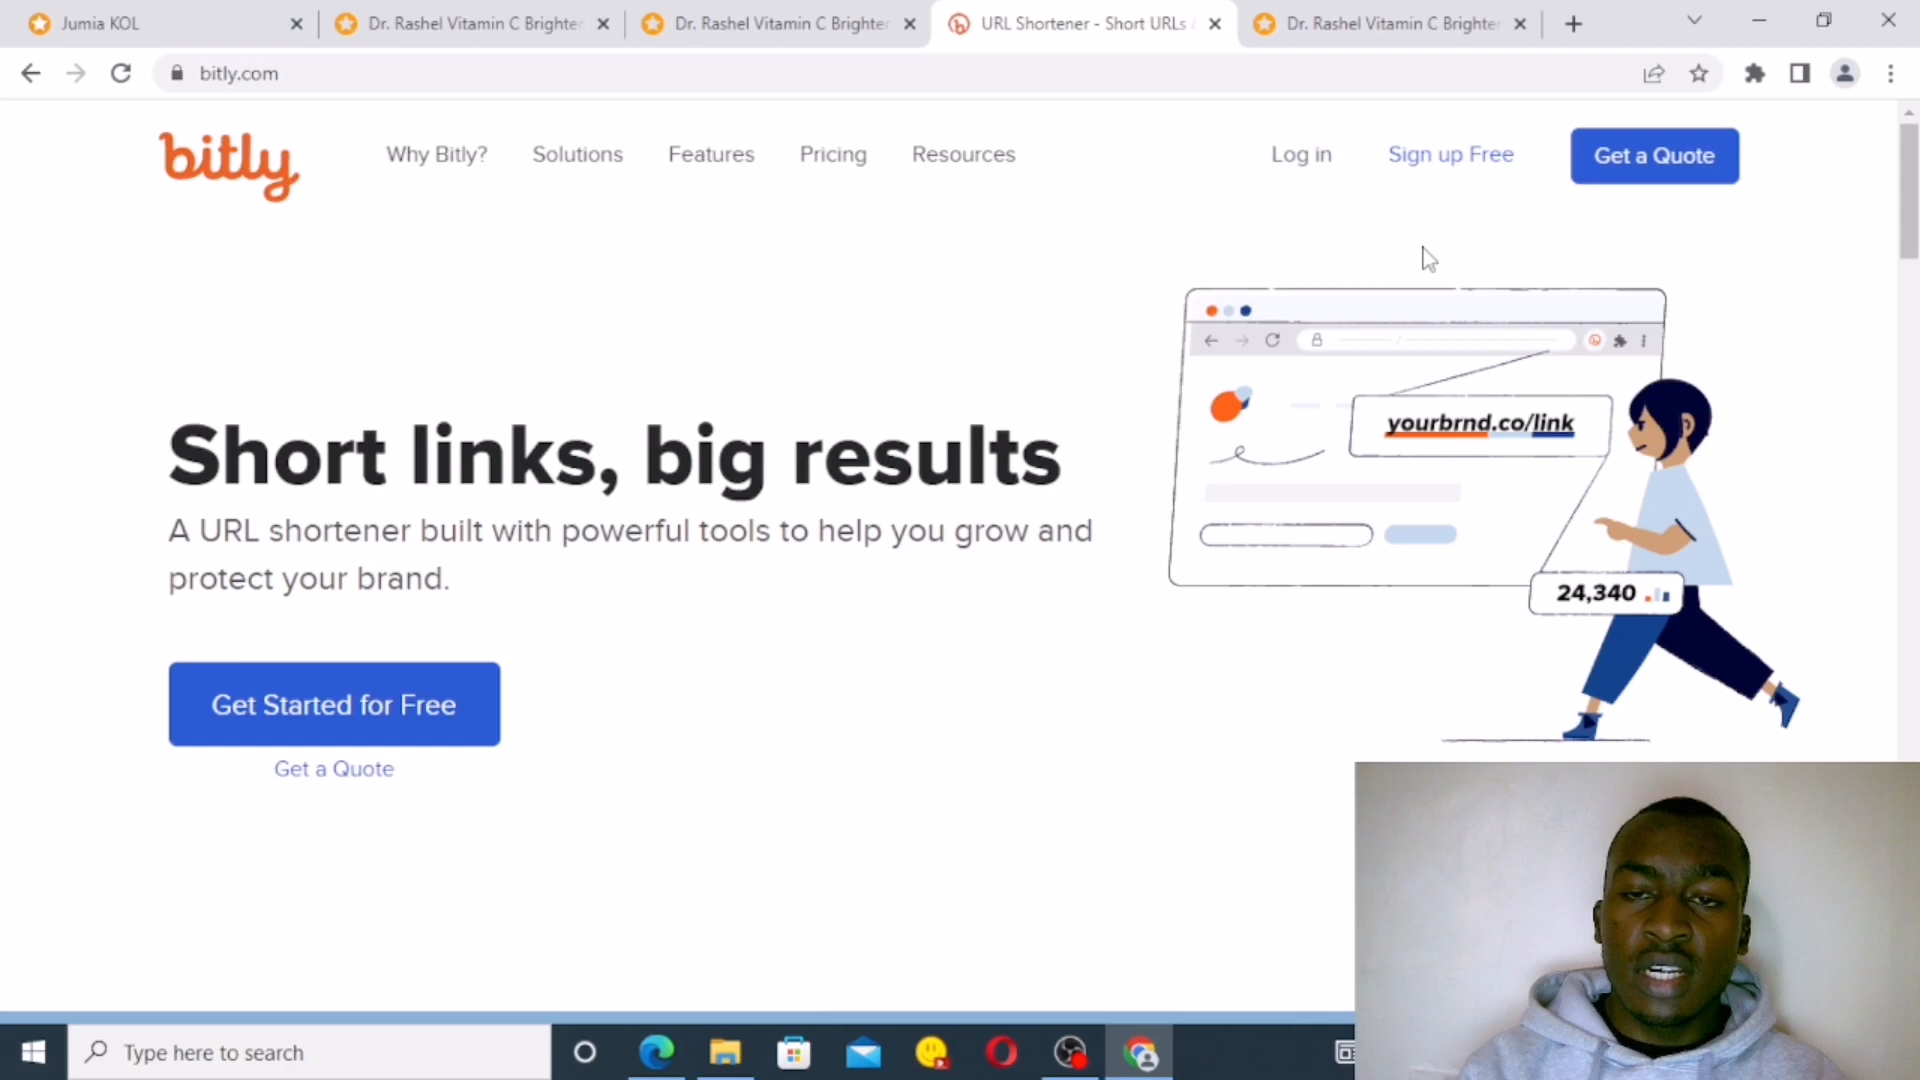 Jumia KOL
Dr. Rashel Vitamin C Brighten
Dr. Rashel Vitamin C Brighter
URL Shortener - Short URLs
Dr. Rashel Vitamin C Brighte
bitly.com
bitly
Why Bitly?
Solutions
Features
Pricing
Resources
Log in
Sign up Free
Get a Quote
Short links, big results
A URL shortener built with powerful tools to help you grow and
protect your brand.
Get Started for Free
Get a Quote
yourbrnd.co/link
24,340
Type here to search